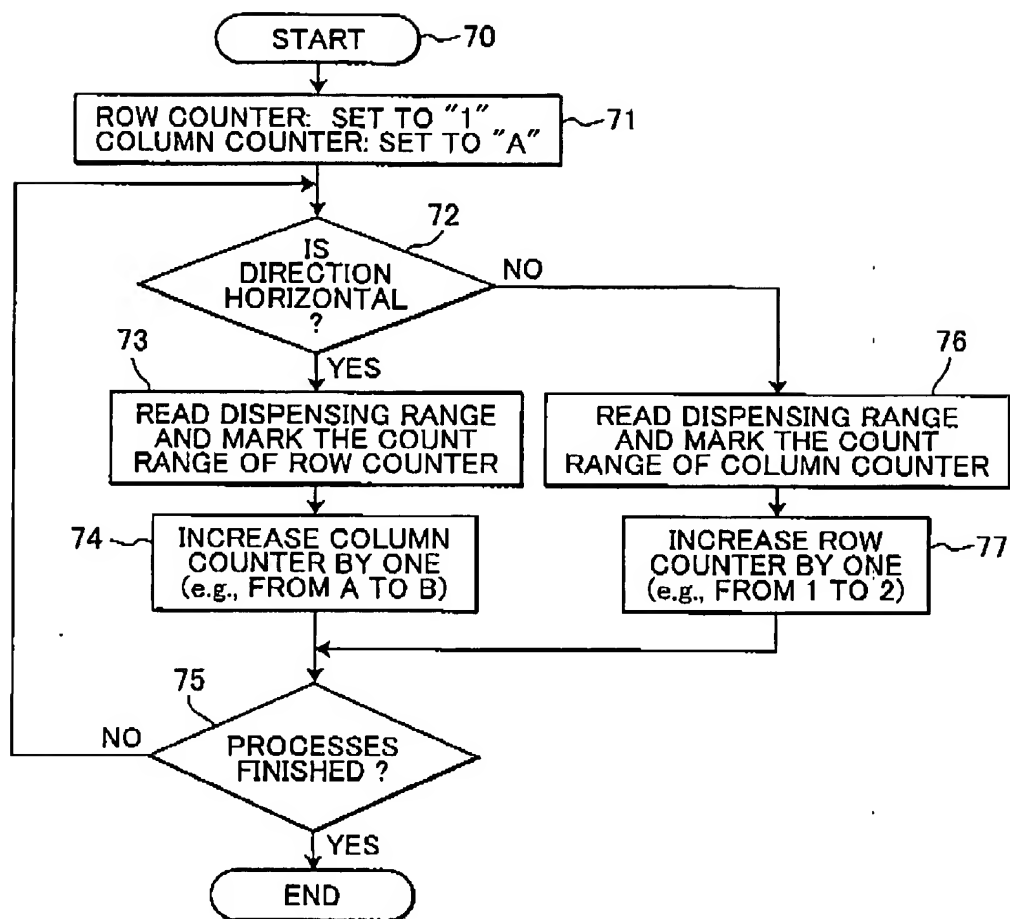 START
70
ROW COUNTER: SET TO "1"
COLUMN COUNTER: SET TO "A"
71
72
IS
DIRECTION
HORIZONTAL
?
NO
YES
73
READ DISPENSING RANGE
AND MARK THE COUNT
RANGE OF ROW COUNTER
76
READ DISPENSING RANGE
AND MARK THE COUNT
RANGE OF COLUMN COUNTER
74
INCREASE COLUMN
COUNTER BY ONE
(e.g., FROM A TO B)
INCREASE ROW
COUNTER BY ONE
(e.g., FROM 1 TO 2)
77
75
PROCESSES
FINISHED ?
NO
YES
END